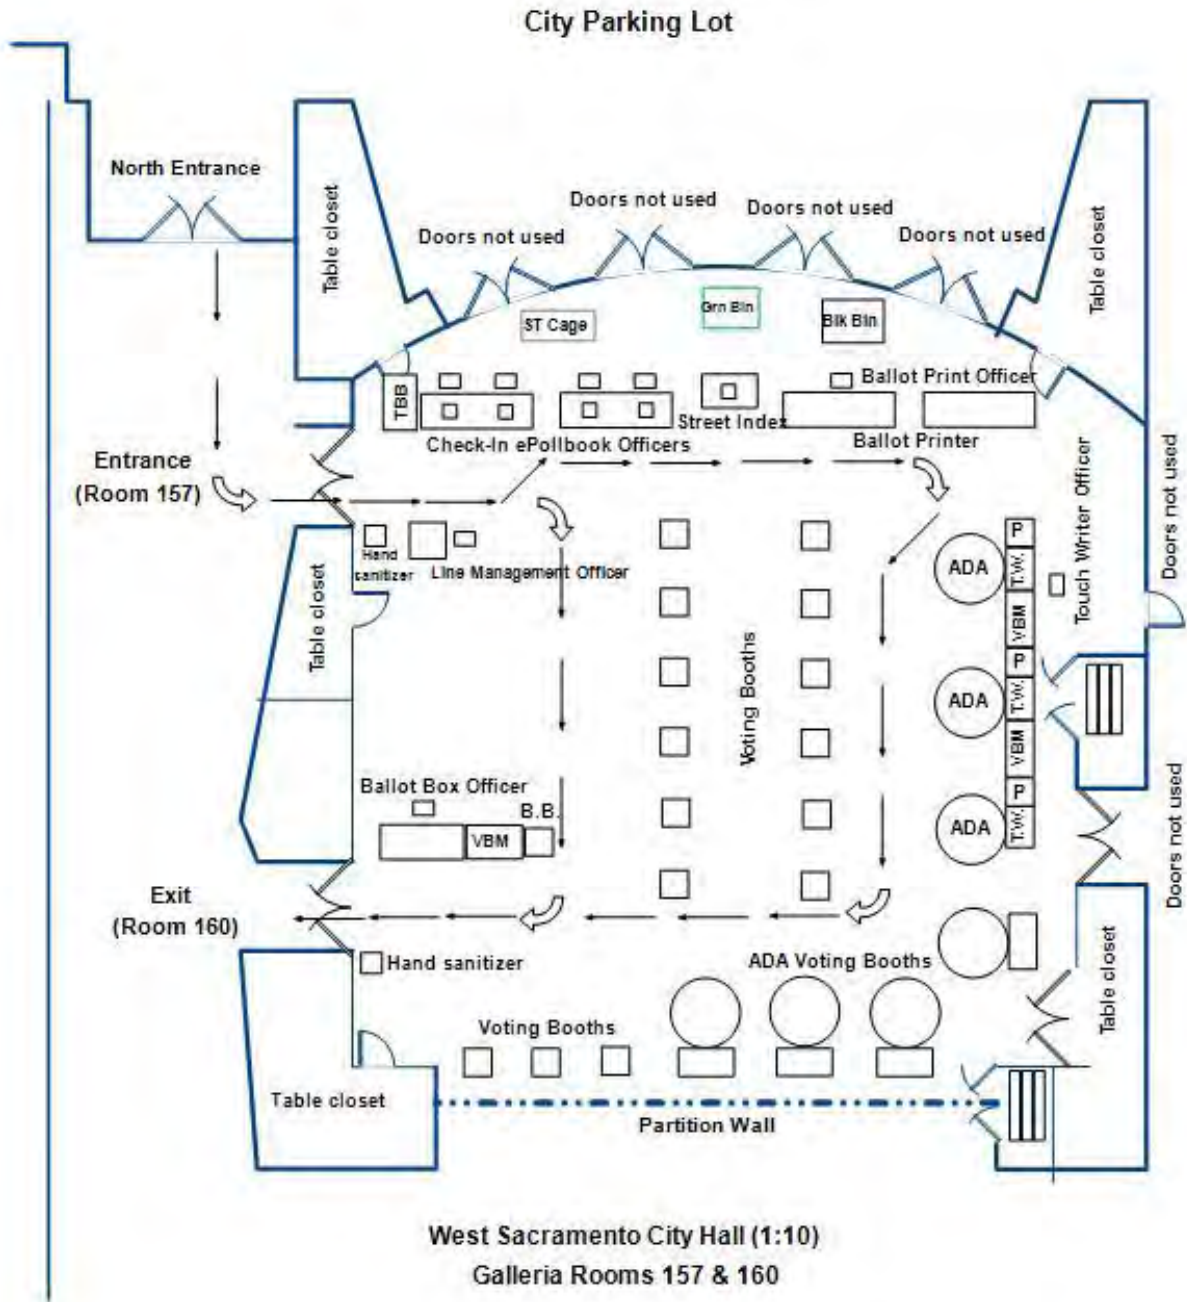 City Parking Lot
North Entrance
Table closet
Doors not used
Doors not used
Doors not used
Doors not used
Table closet
ST Cage
Grn Bin
Blk Bin
TBB
Ballot Print Officer
Street Index
Check-In ePollbook Officers
Ballot Printer
Entrance
(Room 157)
Hand
sanitizer
Line Management Officer
Table closet
Voting Booths
ADA
ADA
ADA
P
T.W.
VBM
P
T.W.
VBM
P
T.W.
Touch Writer Officer
Doors not used
Doors not used
Ballot Box Officer
B.B.
VBM
Exit
(Room 160)
Hand sanitizer
ADA Voting Booths
Table closet
Voting Booths
Table closet
Partition Wall
West Sacramento City Hall (1:10)
Galleria Rooms 157 & 160